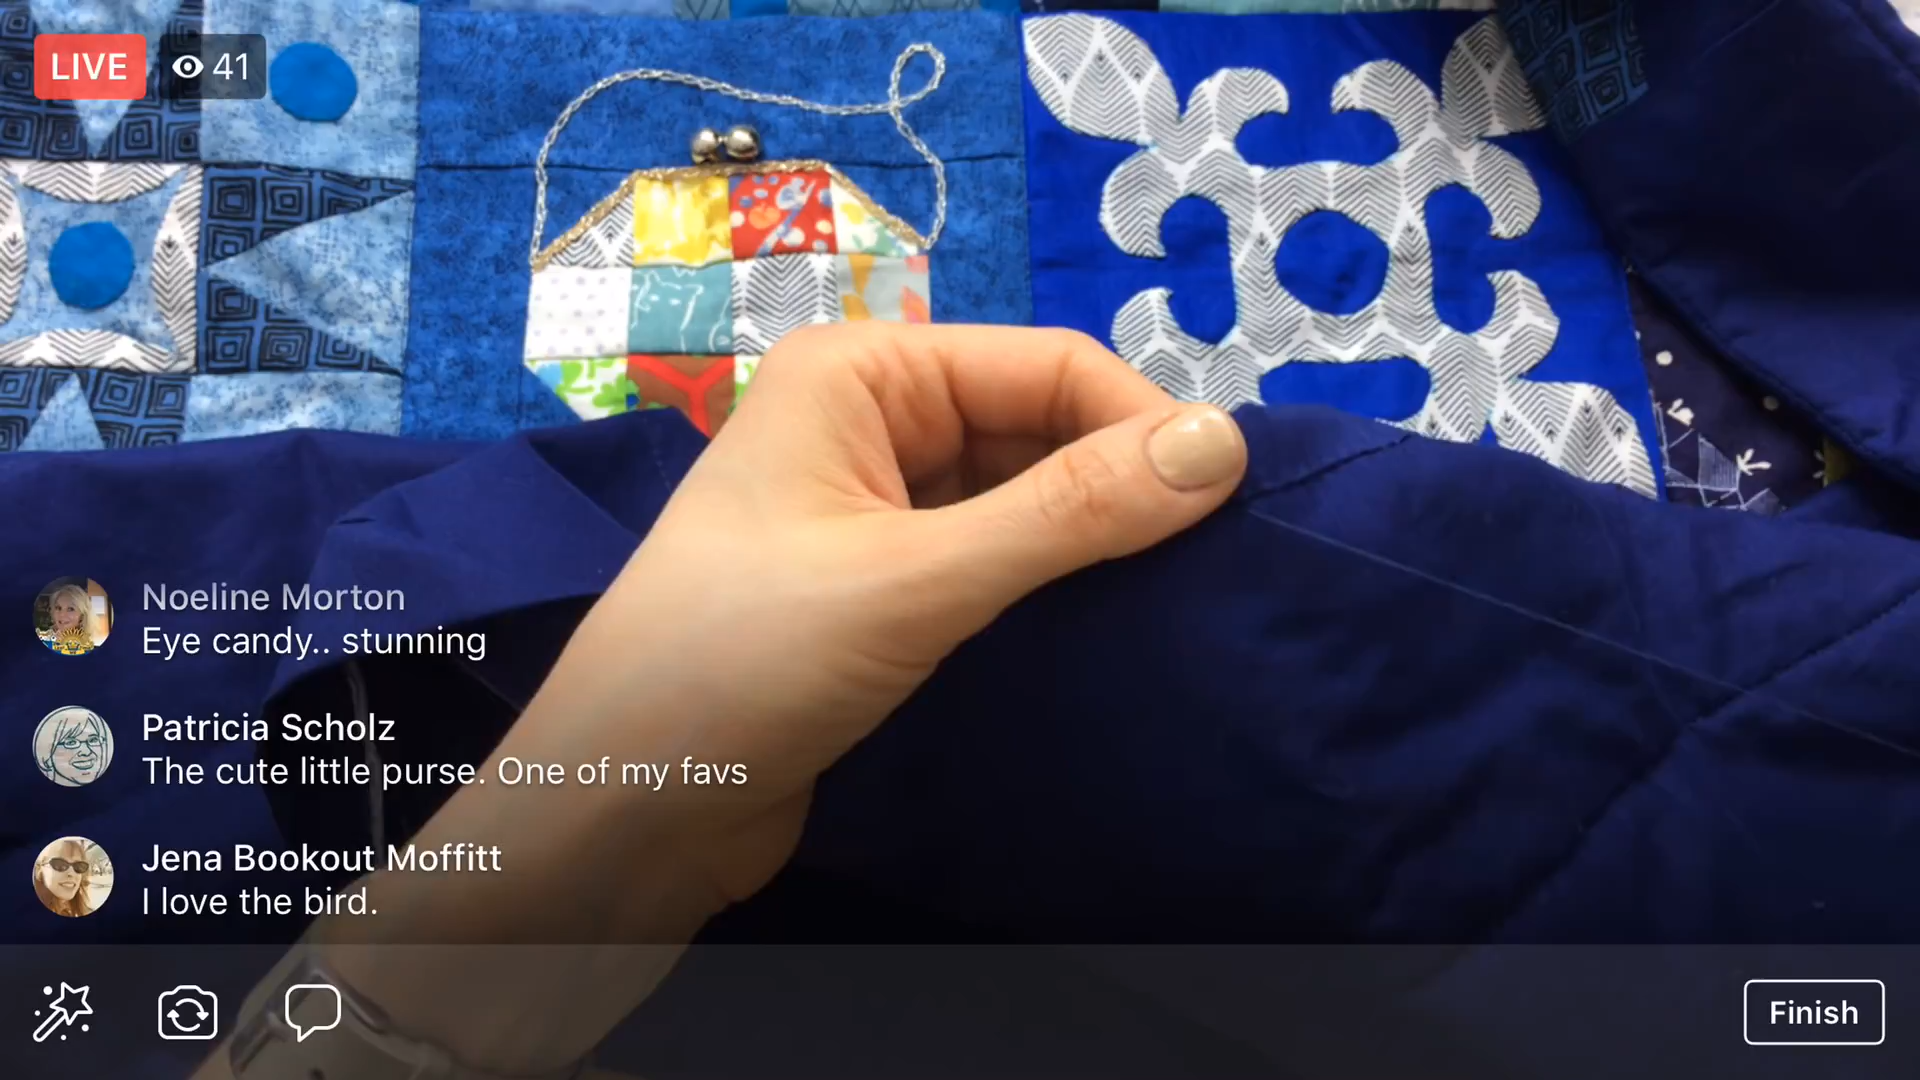 LIVE 41
Noeline Morton
Eye candy.. stunning
Patricia Scholz
The cute little purse. One of my favs
Jena Bookout Moffitt
I love the bird.
Finish